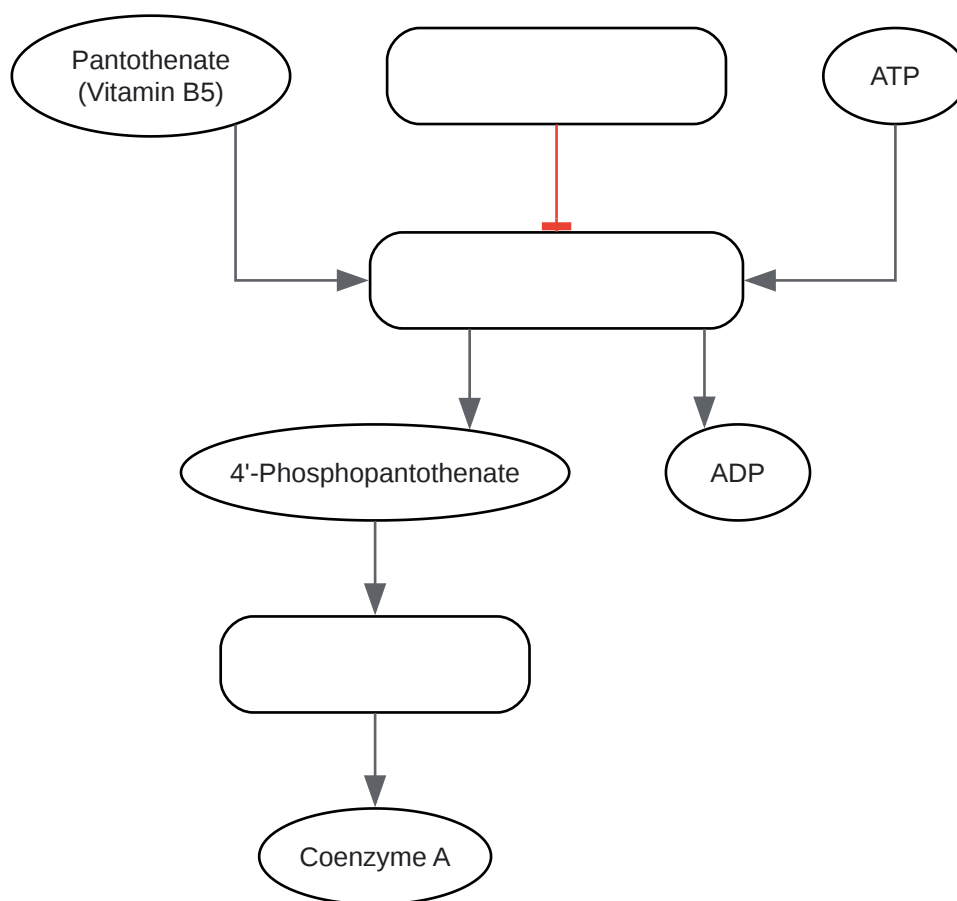 Pantothenate
(Vitamin B5)
ATP
4'-Phosphopantothenate
ADP
Coenzyme A